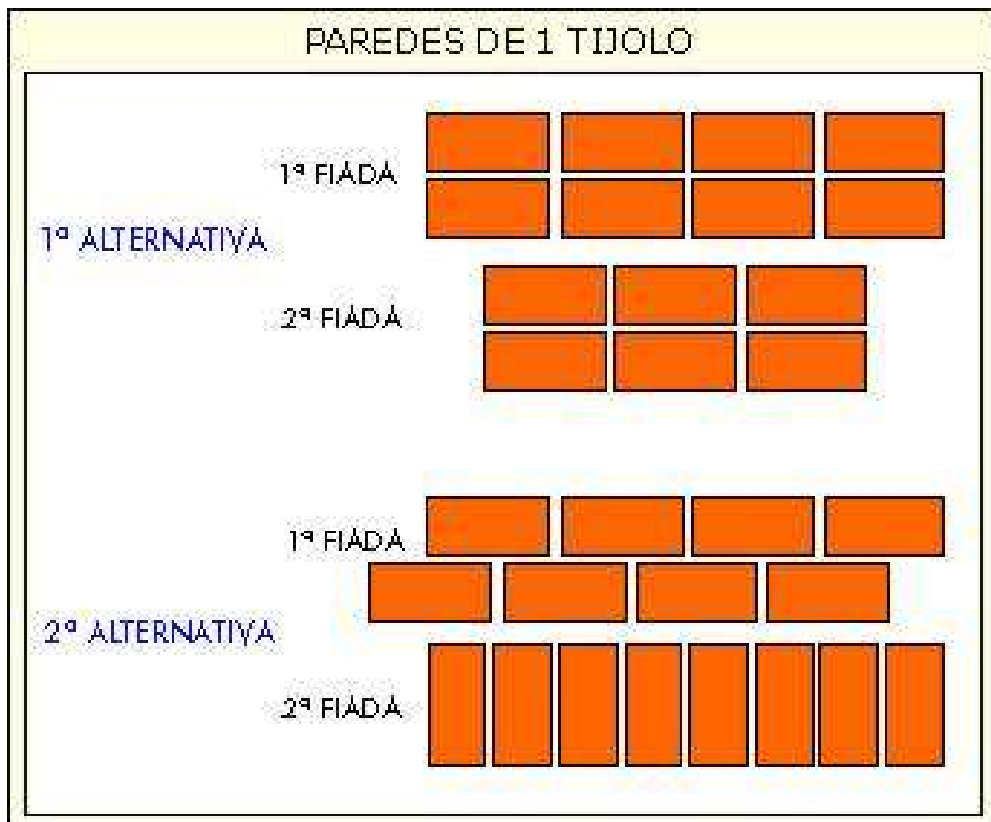 PAREDES DE 1 TIJOLO
1ª FIADA
1ª ALTERNATIVA
2ª FIADA
1ª FIADA
2ª ALTERNATIVA
2ª FIADA